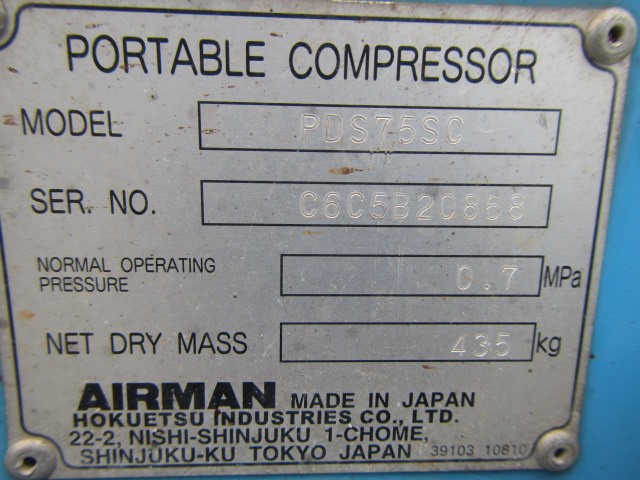 PORTABLE COMPRESSOR
MODEL PDS75SC
SER. NO. C6C5B20868
NORMAL OPERATING
PRESSURE 0.7 MPa
NET DRY MASS 435 kg
AIRMAN MADE IN JAPAN
HOKUETSU INDUSTRIES CO., LTD.
22-2, NISHI-SHINJUKU 1-CHOME,
SHINJUKU-KU TOKYO JAPAN 39103 10810